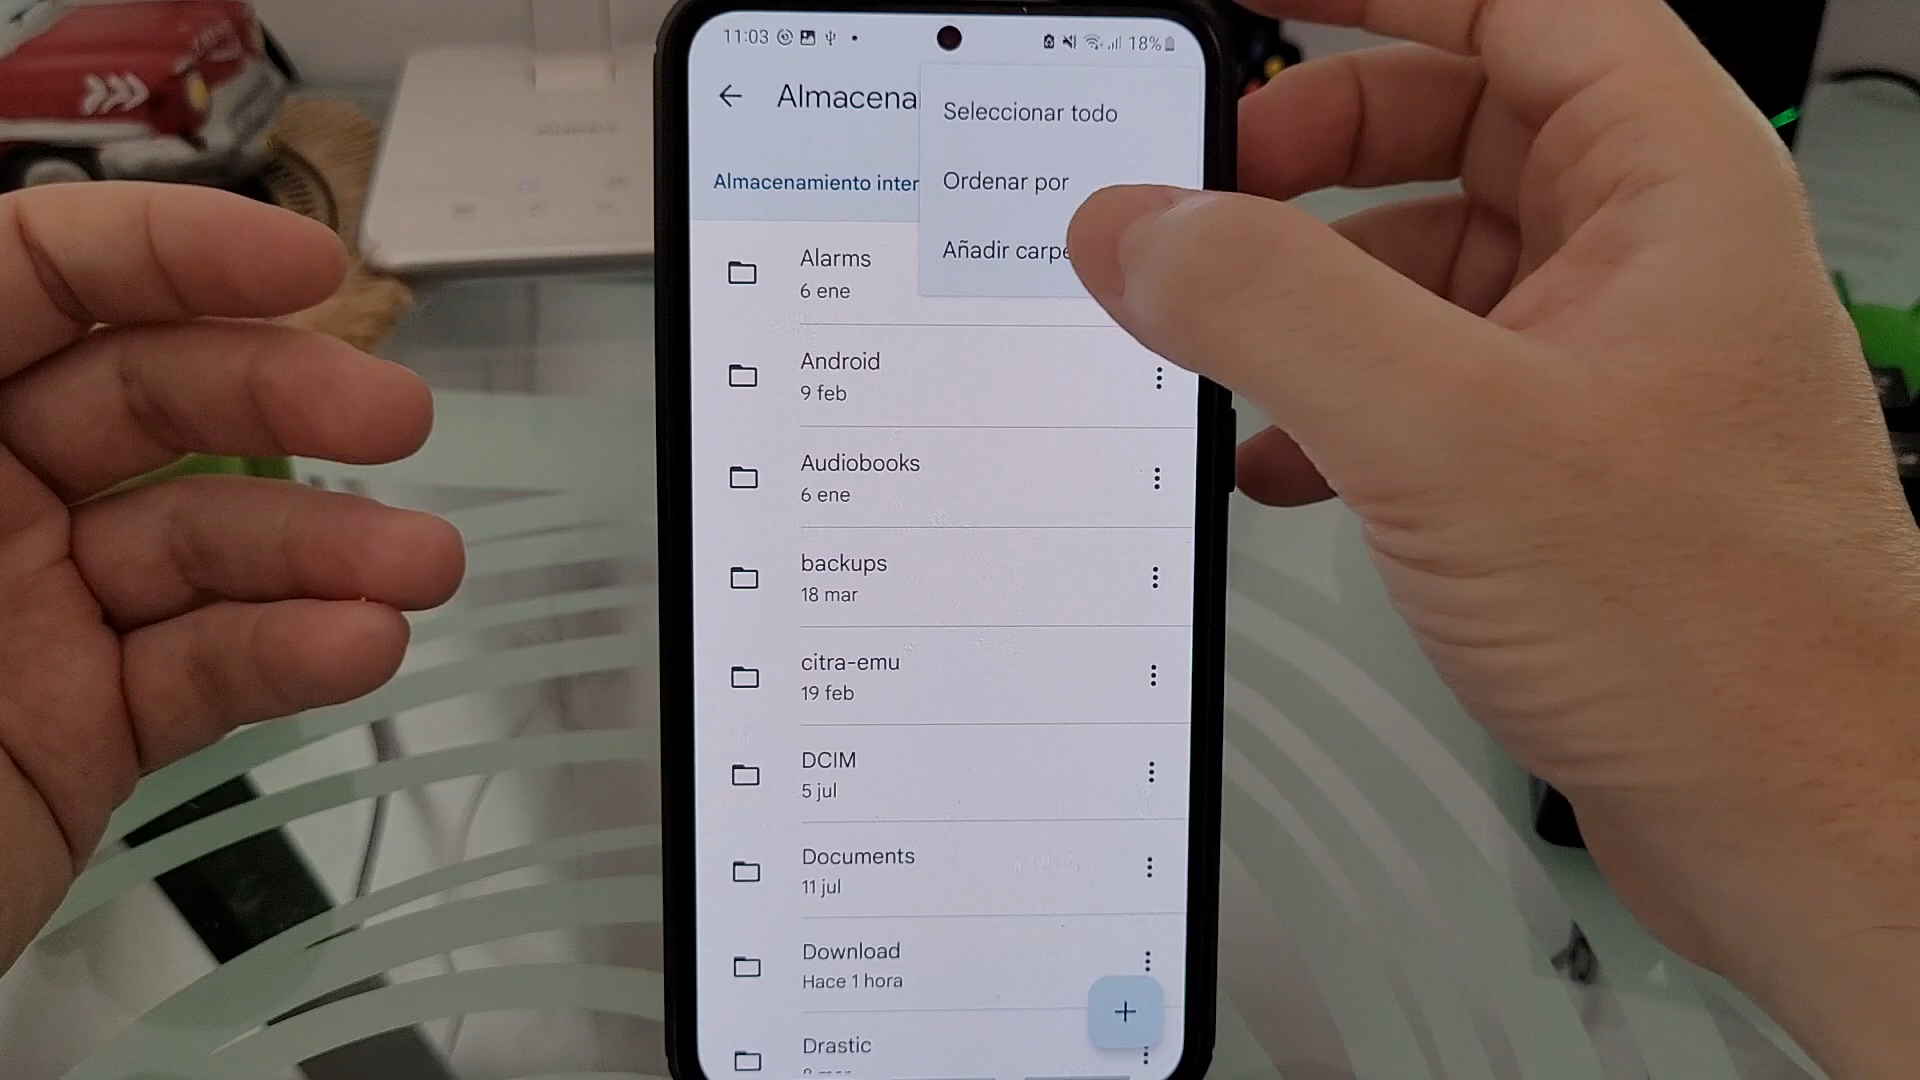 11:03
18%
Almacena
Seleccionar todo
Almacenamiento inter
Ordenar por
Añadir carpe
Alarms
6 ene
Android
9 feb
Audiobooks
6 ene
backups
18 mar
citra-emu
19 feb
DCIM
5 jul
Documents
11 jul
Download
Hace 1 hora
Drastic